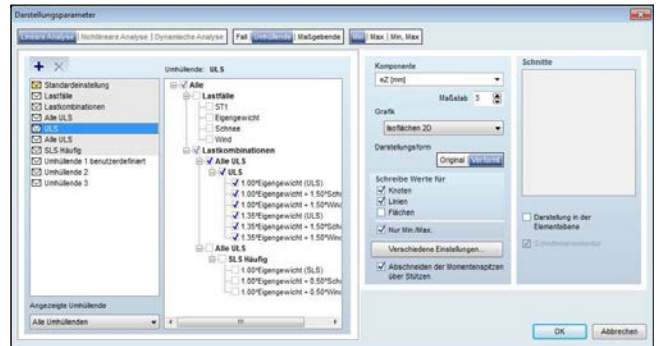 Darstellungsparameter
Lineare Analyse Nichtlineare Analyse Dynamische Analyse Fall Umhüllende Maßgebende Min Max Min, Max
Umhüllende: ULS
Standardeinstellung
Lastfälle
Lastkombinationen
Alle ULS
ULS
Alle ULS
SLS Häufig
Umhüllende 1 benutzerdefiniert
Umhüllende 2
Umhüllende 3
Angezeigte Umhüllende
Alle Umhüllenden
Alle
Lastfälle
ST1
Eigengewicht
Schnee
Wind
Lastkombinationen
Alle ULS
ULS
1.00*Eigengewicht (ULS)
1.00*Eigengewicht + 1.50*Schn
1.00*Eigengewicht + 1.50*Wind
1.35*Eigengewicht (ULS)
1.35*Eigengewicht + 1.50*Schn
1.35*Eigengewicht + 1.50*Wind
Alle ULS
SLS Häufig
1.00*Eigengewicht (SLS)
1.00*Eigengewicht + 0.50*Schn
1.00*Eigengewicht + 0.50*Wind
Komponente
eZ [mm]
Maßstab 3
Grafik
Isoflächen 2D
Darstellungsform
Original Verformt
Schreibe Werte für
Knoten
Linien
Flächen
Nur Min./Max.
Verschiedene Einstellungen...
Abschneiden der Momentenspitzen
über Stützen
Schnitte
Darstellung in der
Elementebene
OK Abbrechen